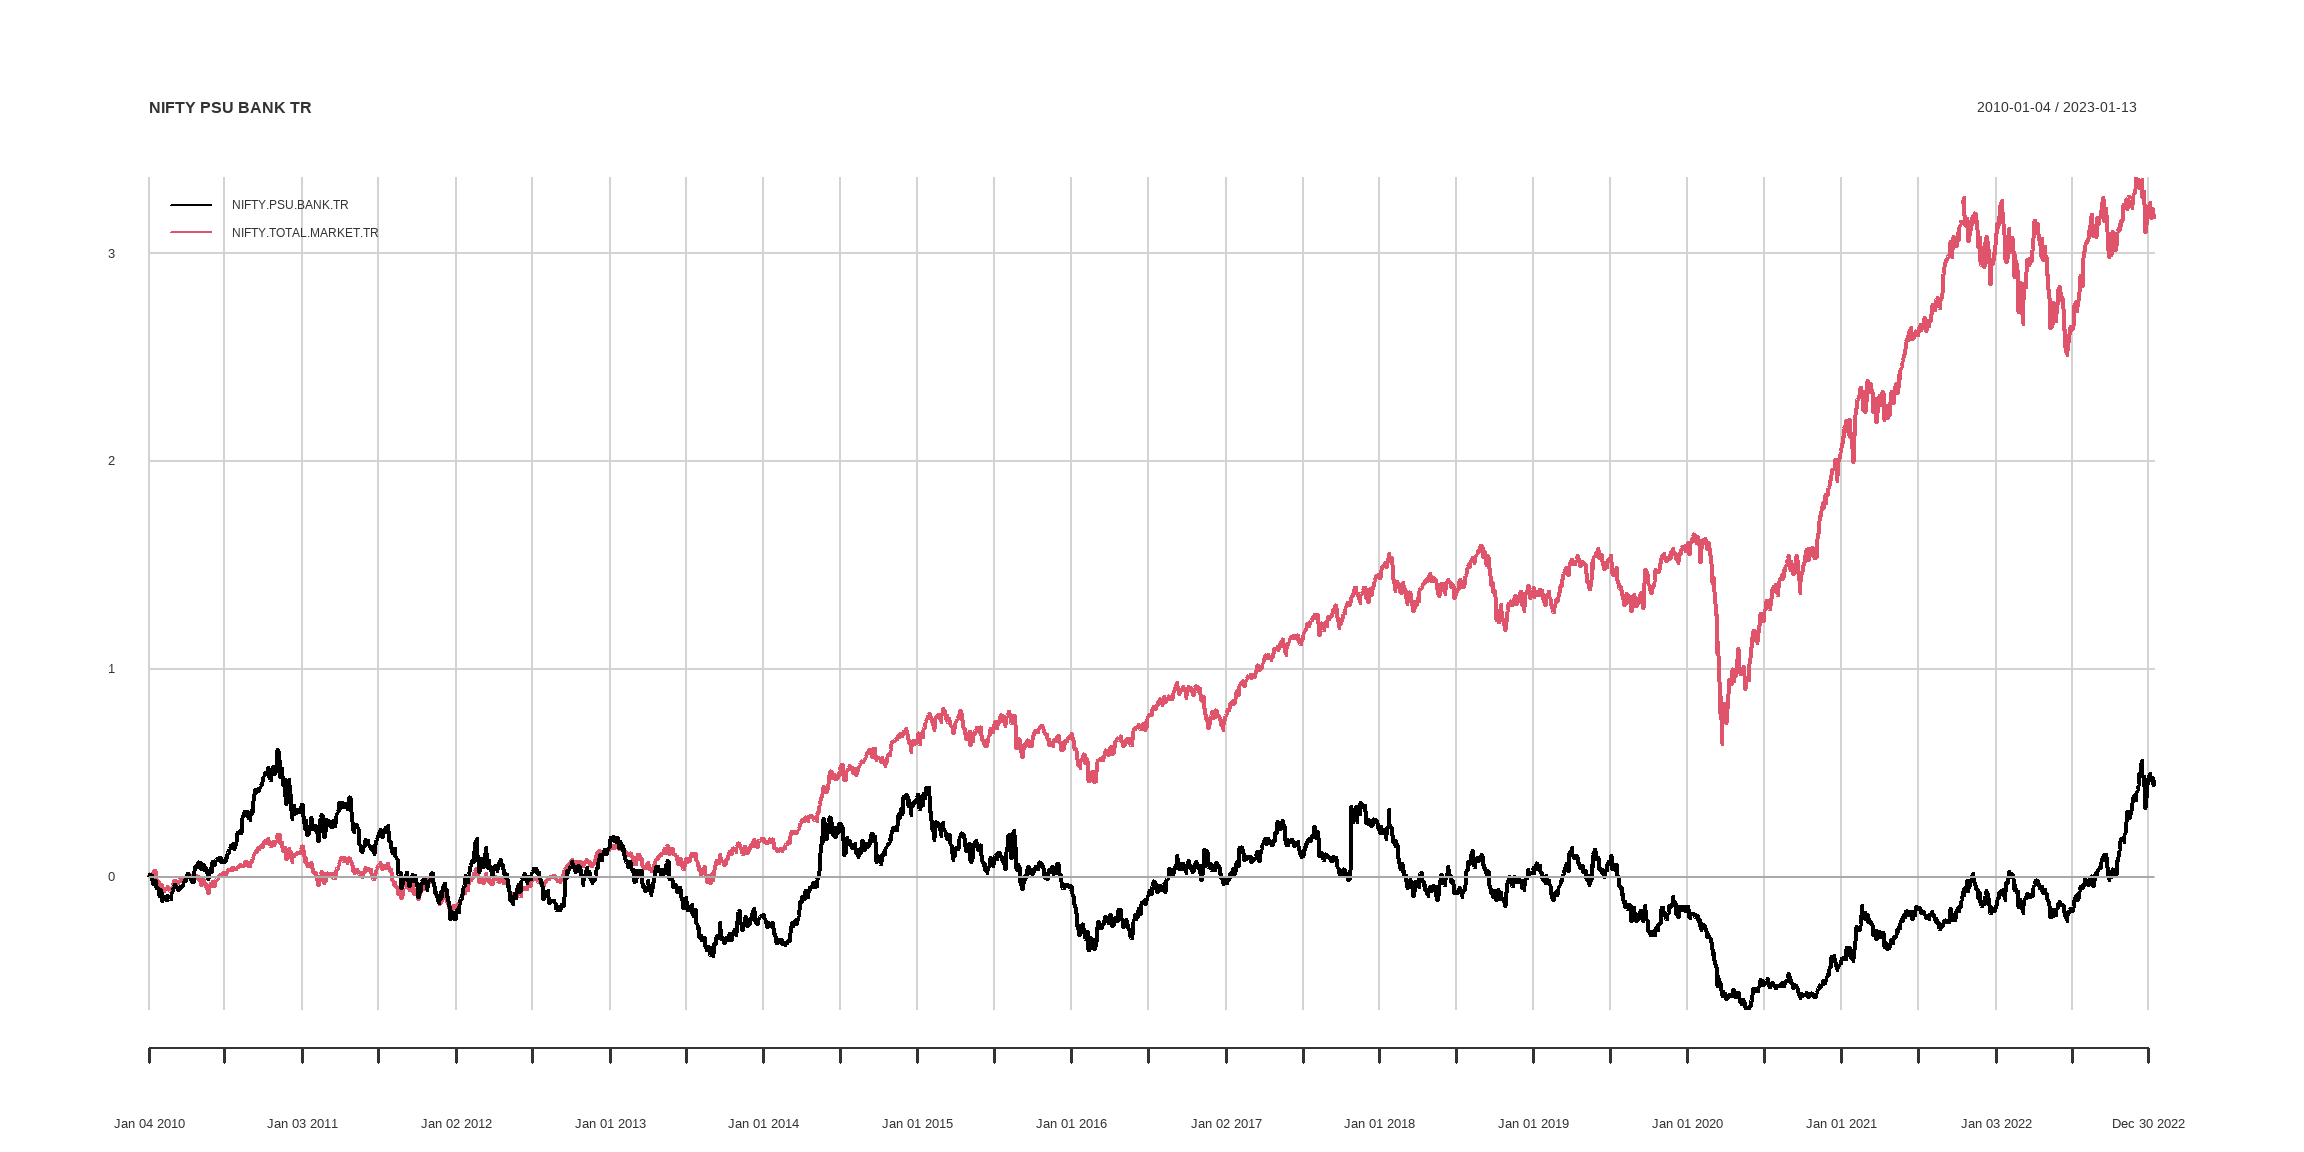 NIFTY PSU BANK TR
2010-01-04 / 2023-01-13
NIFTY.PSU.BANK.TR
NIFTY.TOTAL.MARKET.TR
3
2
1
0
Jan 04 2010 Jan 03 2011 Jan 02 2012 Jan 01 2013 Jan 01 2014 Jan 01 2015 Jan 01 2016 Jan 02 2017 Jan 01 2018 Jan 01 2019 Jan 01 2020 Jan 01 2021 Jan 03 2022 Dec 30 2022